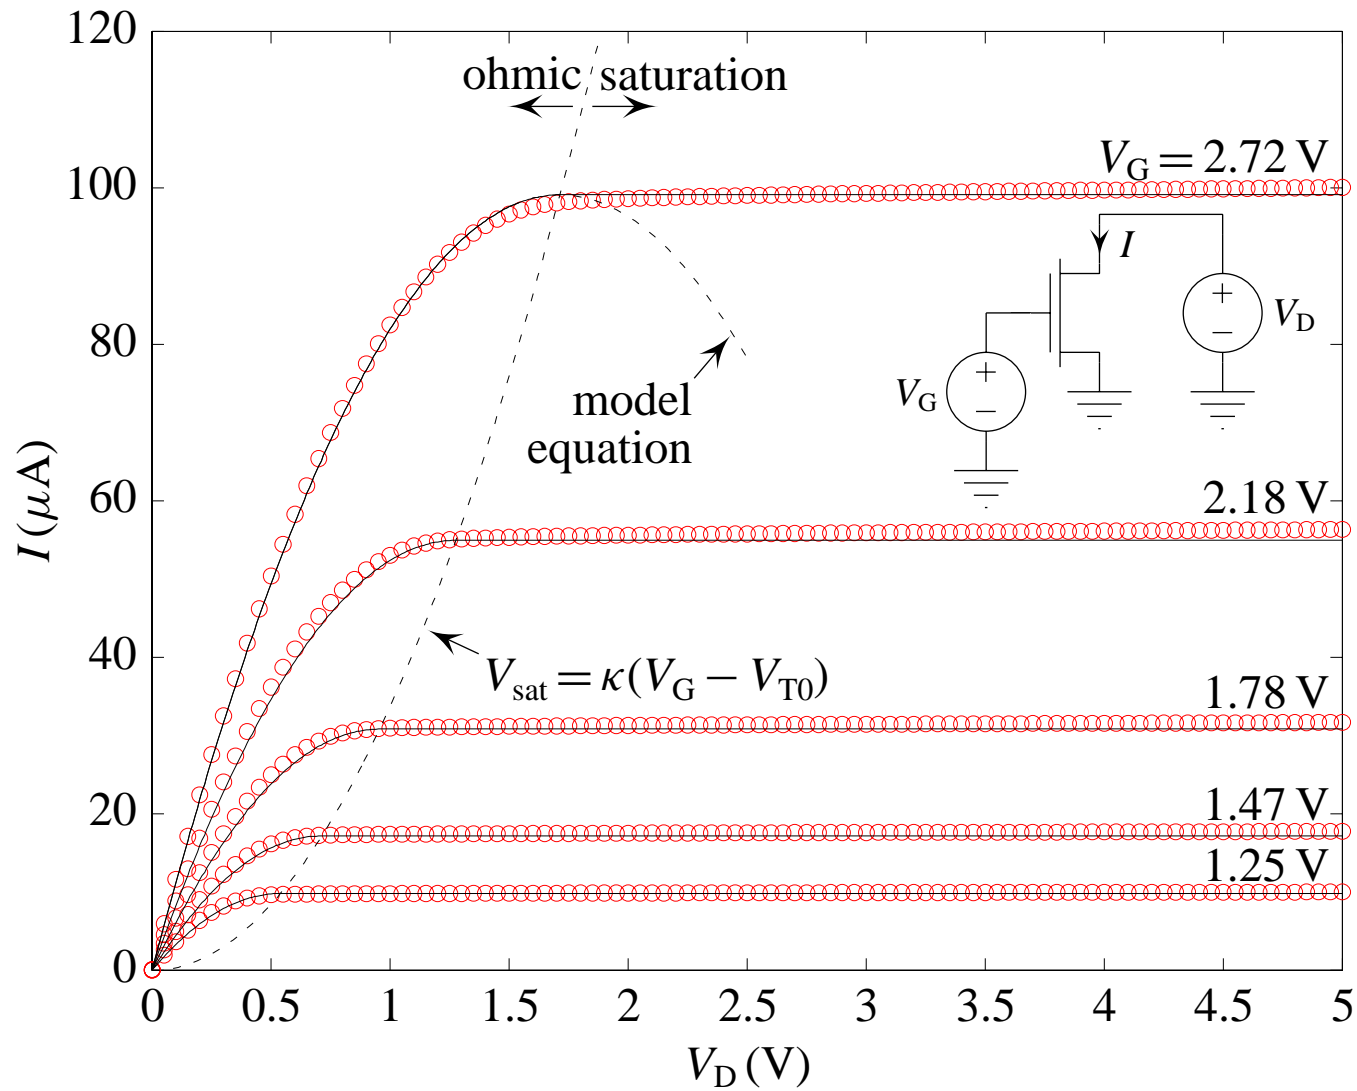 120
100
80
60
40
20
0
I (μA)
0 0.5 1 1.5 2 2.5 3 3.5 4 4.5 5
V_D (V)
ohmic saturation
V_G = 2.72 V
2.18 V
1.78 V
1.47 V
1.25 V
model
equation
V_sat = κ(V_G − V_T0)
I
+
−
V_D
+
−
V_G